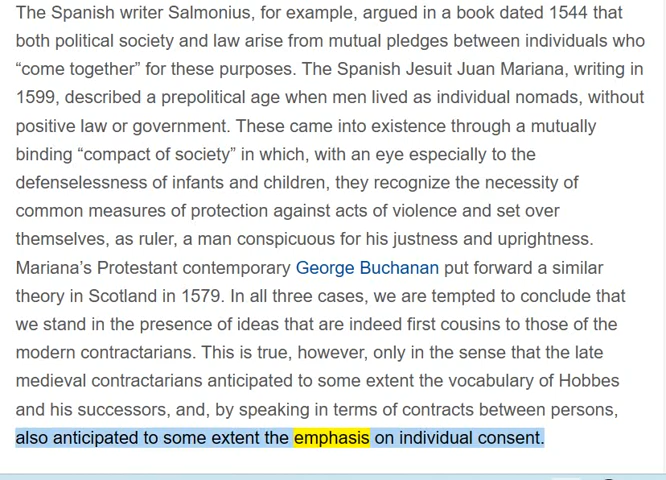 The Spanish writer Salmonius, for example, argued in a book dated 1544 that
both political society and law arise from mutual pledges between individuals who
“come together” for these purposes. The Spanish Jesuit Juan Mariana, writing in
1599, described a prepolitical age when men lived as individual nomads, without
positive law or government. These came into existence through a mutually
binding “compact of society” in which, with an eye especially to the
defenselessness of infants and children, they recognize the necessity of
common measures of protection against acts of violence and set over
themselves, as ruler, a man conspicuous for his justness and uprightness.
Mariana’s Protestant contemporary George Buchanan put forward a similar
theory in Scotland in 1579. In all three cases, we are tempted to conclude that
we stand in the presence of ideas that are indeed first cousins to those of the
modern contractarians. This is true, however, only in the sense that the late
medieval contractarians anticipated to some extent the vocabulary of Hobbes
and his successors, and, by speaking in terms of contracts between persons,
also anticipated to some extent the emphasis on individual consent.